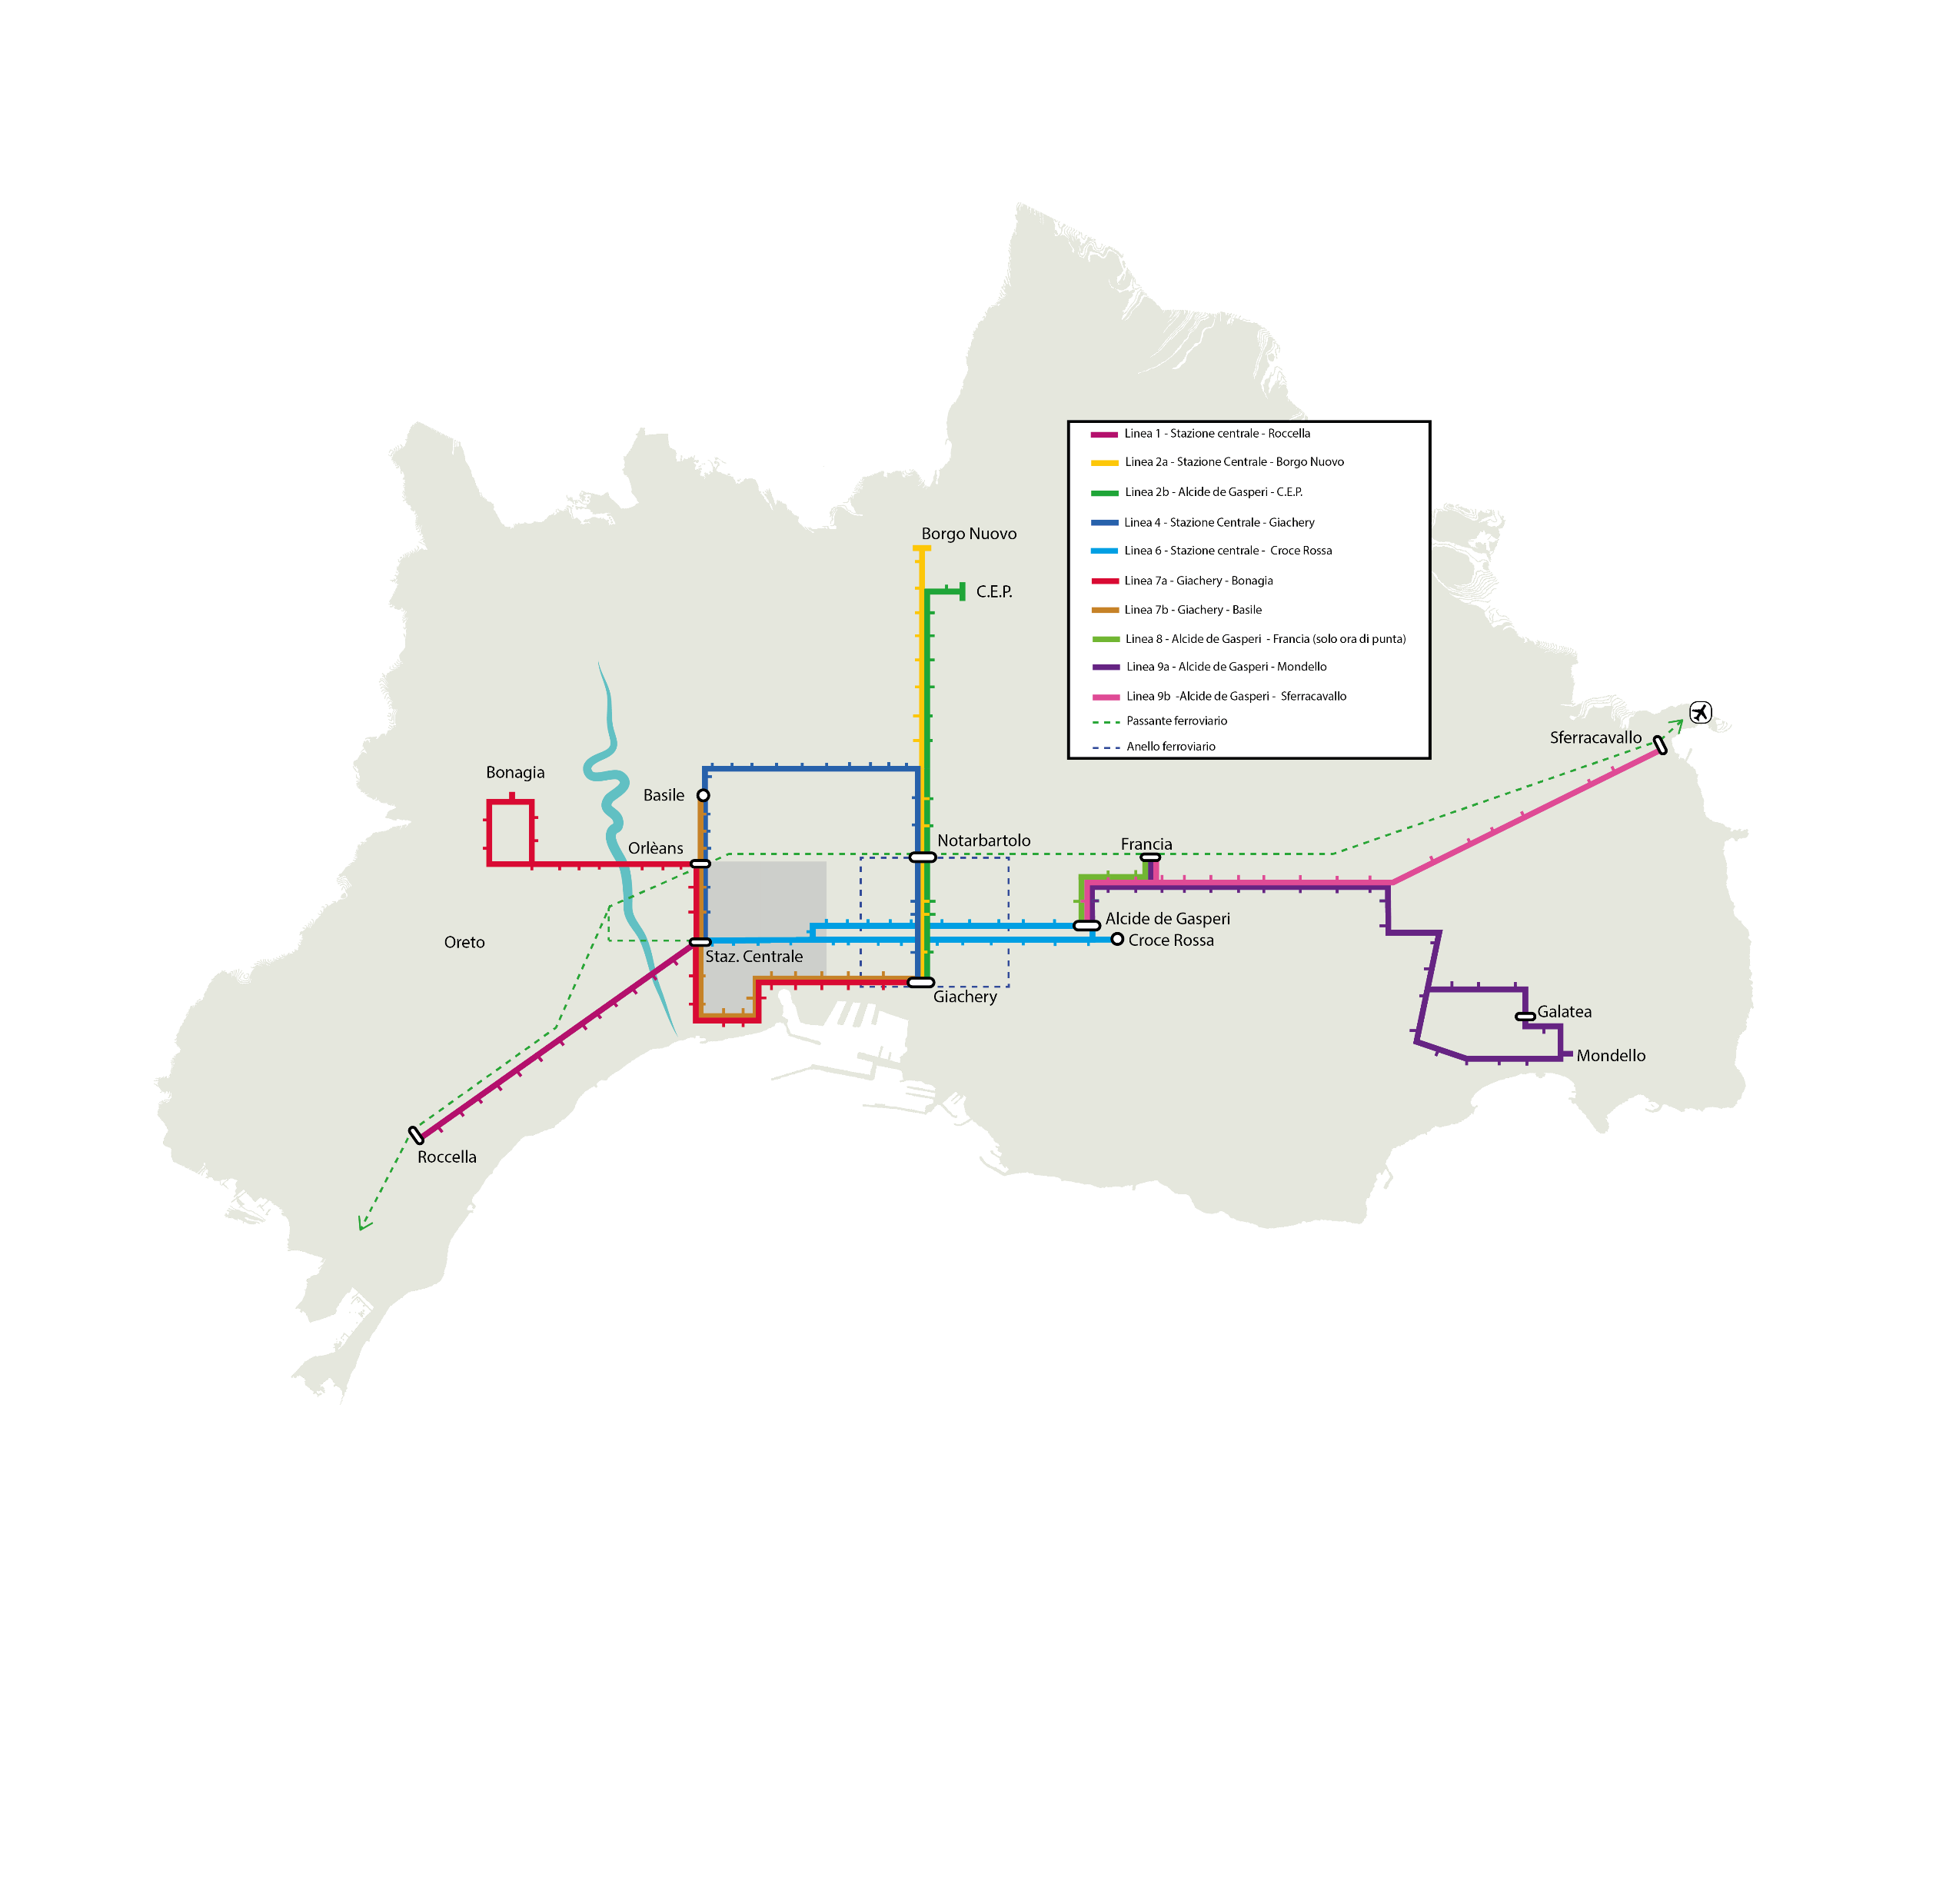 Linea 1 - Stazione centrale - Roccella
Linea 2a - Stazione Centrale - Borgo Nuovo
Linea 2b - Alcide de Gasperi - C.E.P.
Linea 4 - Stazione Centrale - Giachery
Linea 6 - Stazione centrale - Croce Rossa
Linea 7a - Giachery - Bonagia
Linea 7b - Giachery - Basile
Linea 8 - Alcide de Gasperi - Francia (solo ora di punta)
Linea 9a - Alcide de Gasperi - Mondello
Linea 9b -Alcide de Gasperi - Sferracavallo
Passante ferroviario
Anello ferroviario
Borgo Nuovo
C.E.P.
Sferracavallo
Bonagia
Basile
Orlèans
Notarbartolo
Francia
Alcide de Gasperi
Croce Rossa
Oreto
Staz. Centrale
Giachery
Galatea
Mondello
Roccella